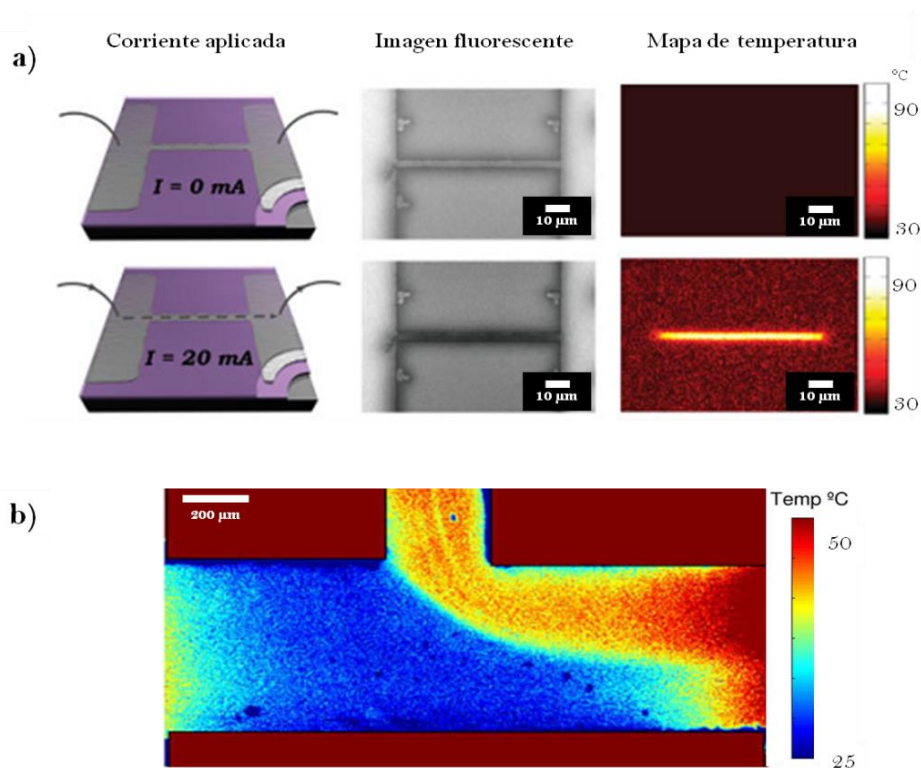 Corriente aplicada Imagen fluorescente Mapa de temperatura
a)
ºC
90
I = 0 mA
10 µm
10 µm
30
90
I = 20 mA
10 µm
10 µm
30
b)
200 µm
Temp ºC
50
25